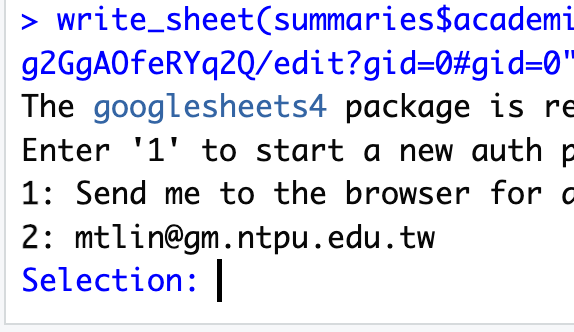 > write_sheet(summaries$academi
g2GgAOfeRYq2Q/edit?gid=0#gid=0"
The googlesheets4 package is re
Enter '1' to start a new auth p
1: Send me to the browser for a
2: mtlin@gm.ntpu.edu.tw
Selection: